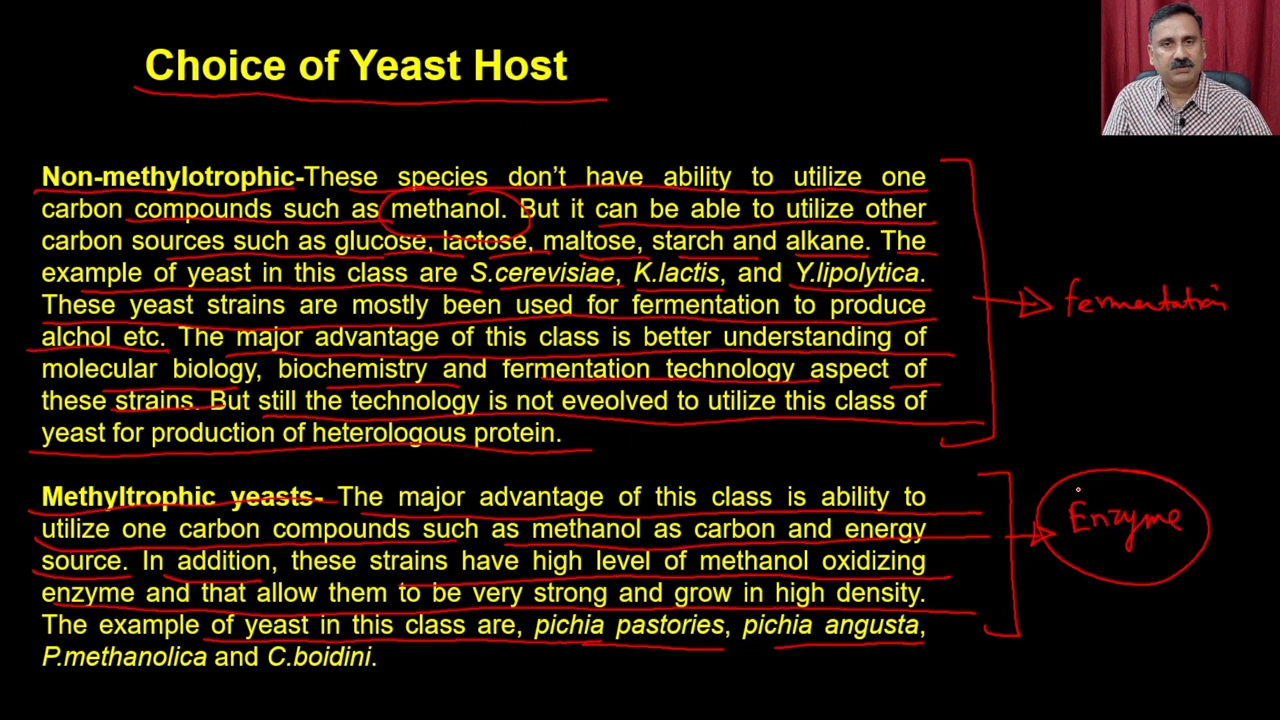 Choice of Yeast Host
Non-methylotrophic-These species don't have ability to utilize one
carbon compounds such as methanol. But it can be able to utilize other
carbon sources such as glucose, lactose, maltose, starch and alkane. The
example of yeast in this class are S.cerevisiae, K.lactis, and Y.lipolytica.
These yeast strains are mostly been used for fermentation to produce
alchol etc. The major advantage of this class is better understanding of
molecular biology, biochemistry and fermentation technology aspect of
these strains. But still the technology is not eveolved to utilize this class of
yeast for production of heterologous protein.
fermentation
Methyltrophic yeasts- The major advantage of this class is ability to
utilize one carbon compounds such as methanol as carbon and energy
source. In addition, these strains have high level of methanol oxidizing
enzyme and that allow them to be very strong and grow in high density.
The example of yeast in this class are, pichia pastories, pichia angusta,
P.methanolica and C.boidini.
Enzyme